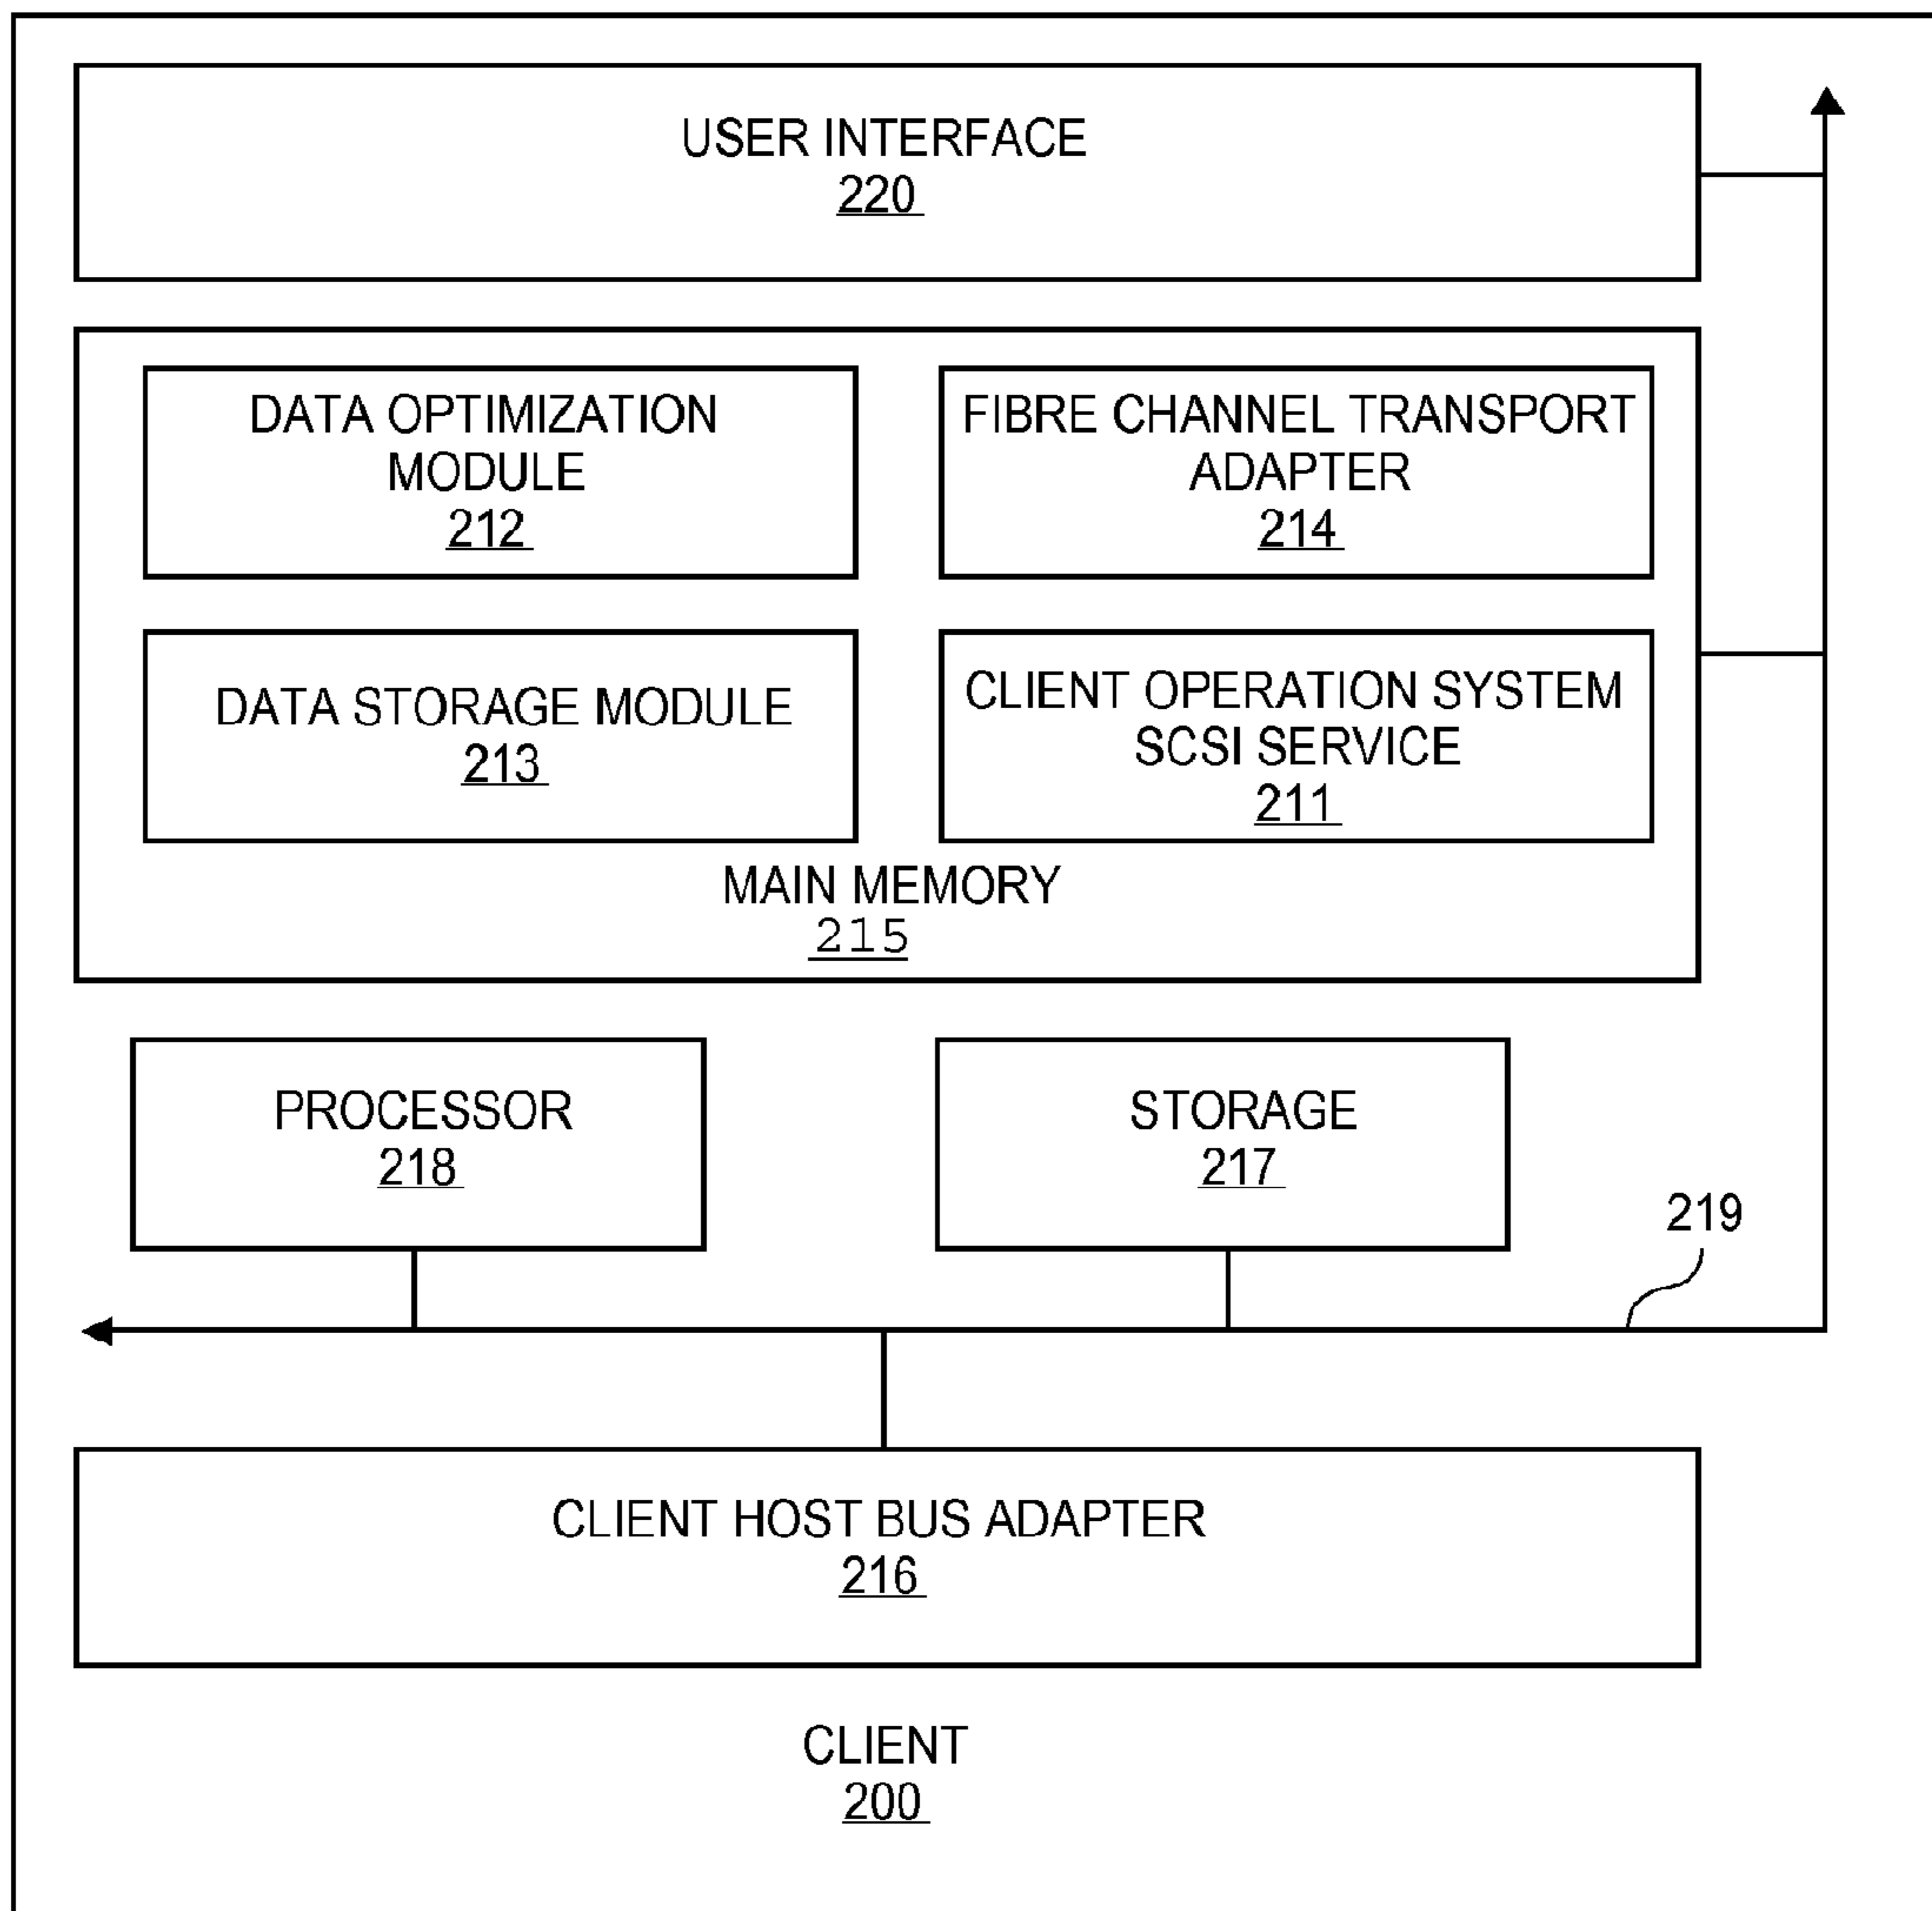 USER INTERFACE
220
DATA OPTIMIZATION
MODULE
212
FIBRE CHANNEL TRANSPORT
ADAPTER
214
DATA STORAGE MODULE
213
CLIENT OPERATION SYSTEM
SCSI SERVICE
211
MAIN MEMORY
215
PROCESSOR
218
STORAGE
217
219
CLIENT HOST BUS ADAPTER
216
CLIENT
200